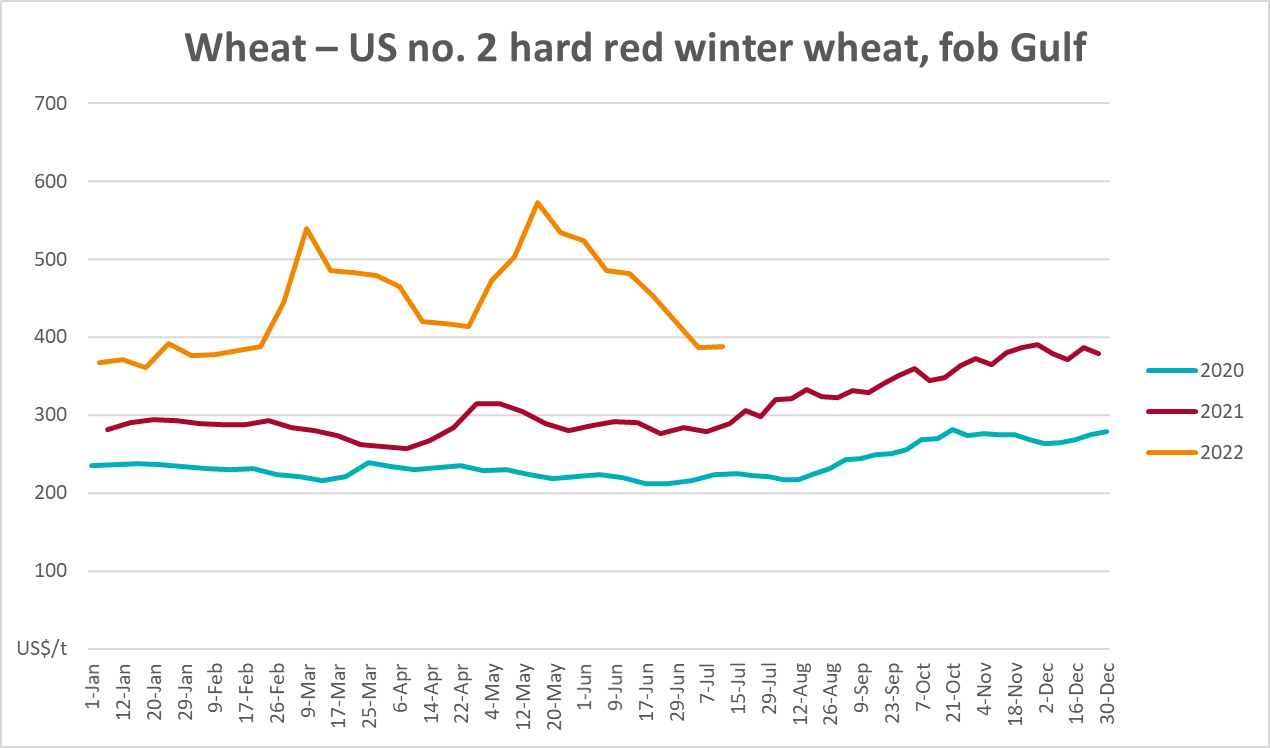 Wheat – US no. 2 hard red winter wheat, fob Gulf
700
600
500
400
300
200
100
US$/t
2020
2021
2022
1-Jan
12-Jan
20-Jan
29-Jan
9-Feb
17-Feb
26-Feb
9-Mar
17-Mar
25-Mar
6-Apr
14-Apr
22-Apr
4-May
12-May
20-May
1-Jun
9-Jun
17-Jun
29-Jun
7-Jul
15-Jul
29-Jul
12-Aug
26-Aug
9-Sep
23-Sep
7-Oct
21-Oct
4-Nov
18-Nov
2-Dec
16-Dec
30-Dec